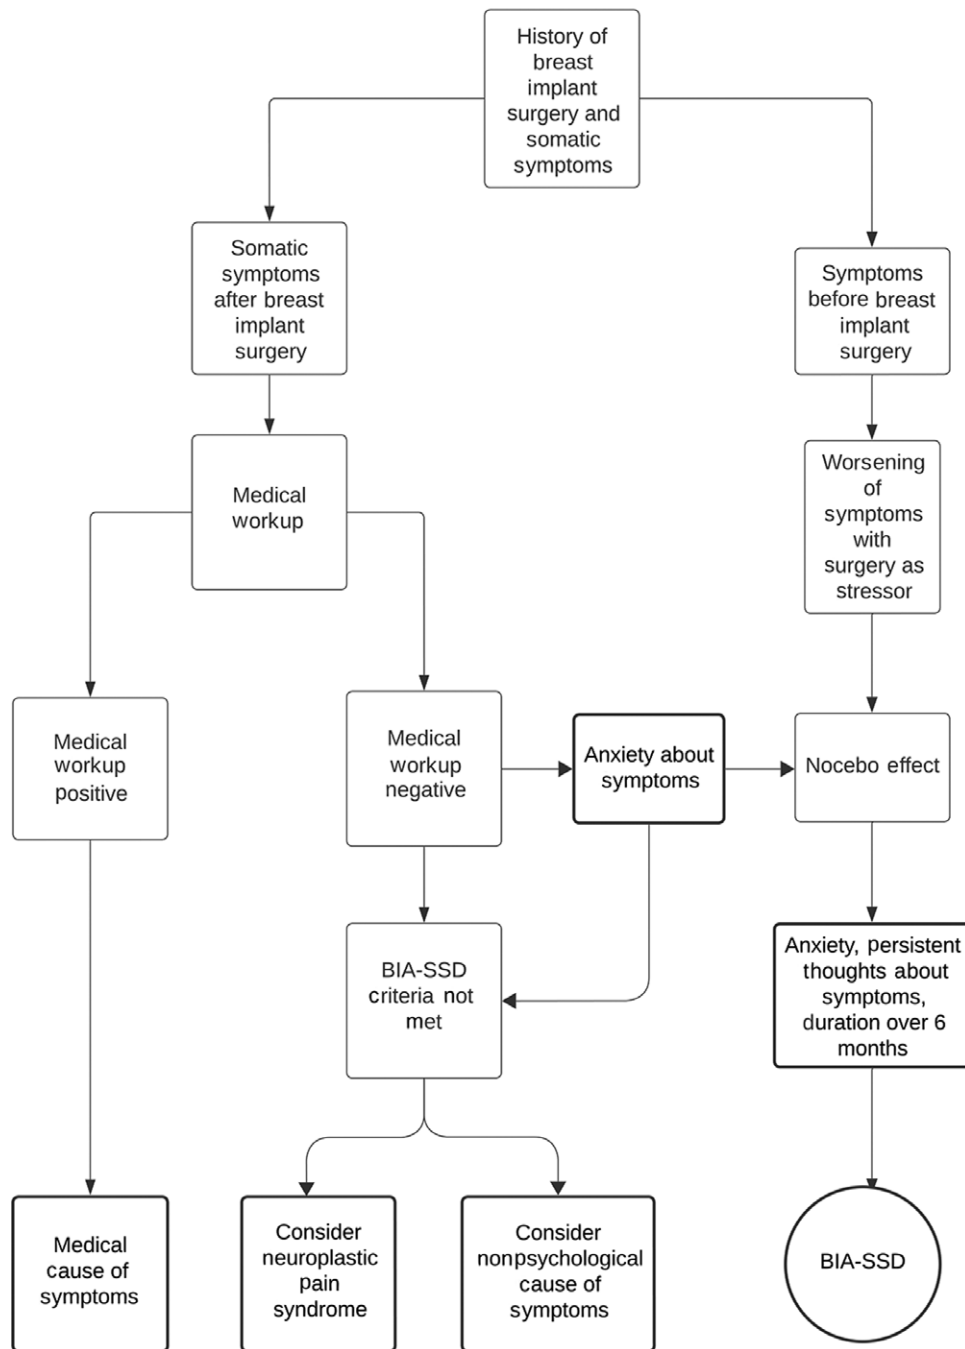 History of
breast
implant
surgery and
somatic
symptoms
Somatic
symptoms
after breast
implant
surgery
Symptoms
before breast
implant
surgery
Medical
workup
Worsening
of
symptoms
with
surgery as
stressor
Medical
workup
positive
Medical
workup
negative
Anxiety about
symptoms
Nocebo effect
BIA-SSD
criteria not
met
Anxiety, persistent
thoughts about
symptoms,
duration over 6
months
Medical
cause of
symptoms
Consider
neuroplastic
pain
syndrome
Consider
nonpsychological
cause of
symptoms
BIA-SSD